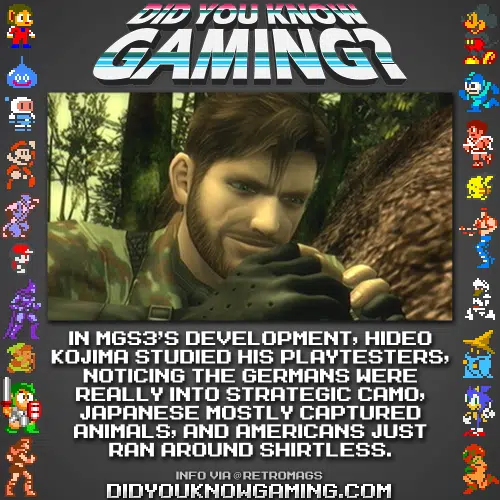 DID YOU KNOW
GAMING?
IN MGS3'S DEVELOPMENT, HIDEO
KOJIMA STUDIED HIS PLAYTESTERS,
NOTICING THE GERMANS WERE
REALLY INTO STRATEGIC CAMO,
JAPANESE MOSTLY CAPTURED
ANIMALS, AND AMERICANS JUST
RAN AROUND SHIRTLESS.
INFO VIA @RETROMAGS
DIDYOUKNOWGAMING.COM